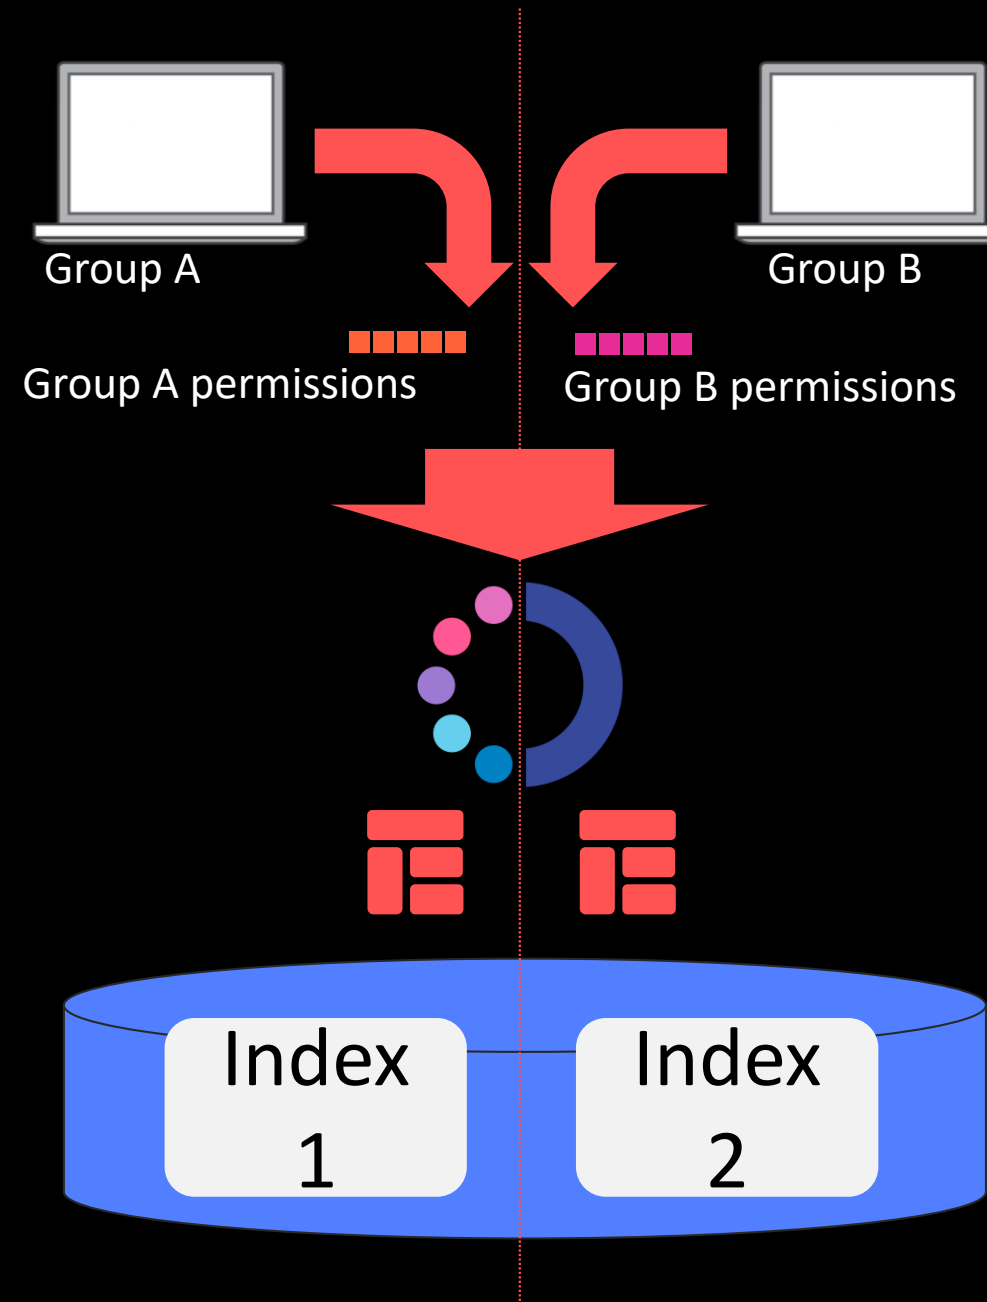 Group A
Group B
Group A permissions
Group B permissions
Index
1
Index
2